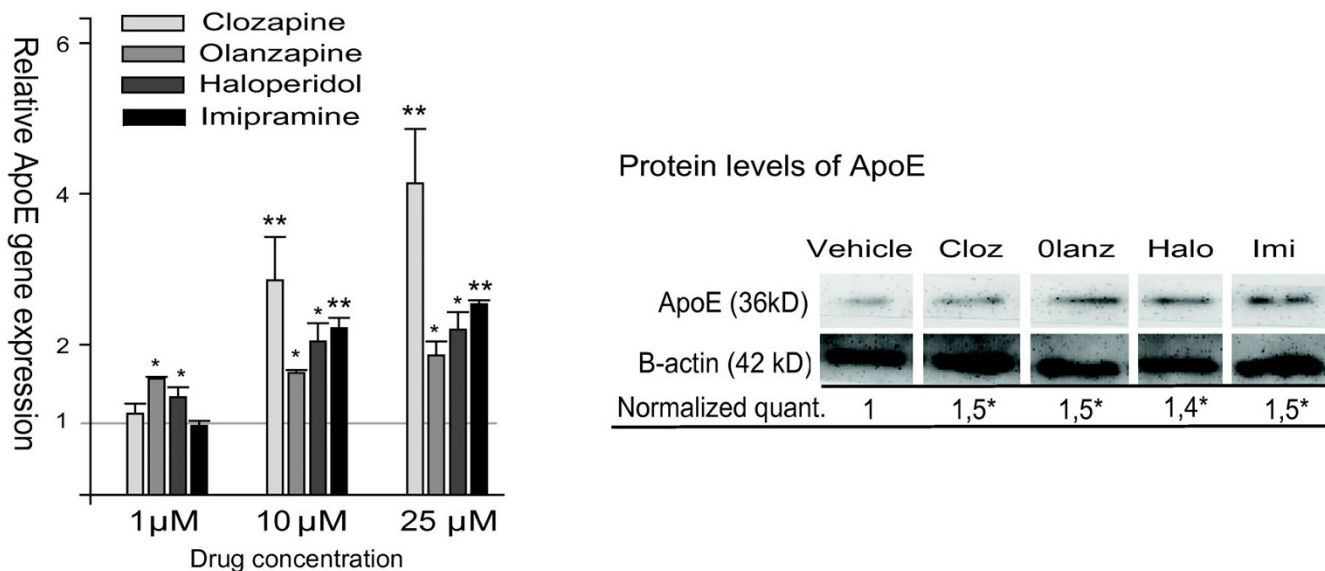 Relative ApoE gene expression
6
4
2
1
Clozapine
Olanzapine
Haloperidol
Imipramine
* *
**
* * **
**
* * **
1µM 10 µM 25 µM
Drug concentration
Protein levels of ApoE
Vehicle Cloz 0lanz Halo Imi
ApoE (36kD)
B-actin (42 kD)
Normalized quant. 1 1,5* 1,5* 1,4* 1,5*